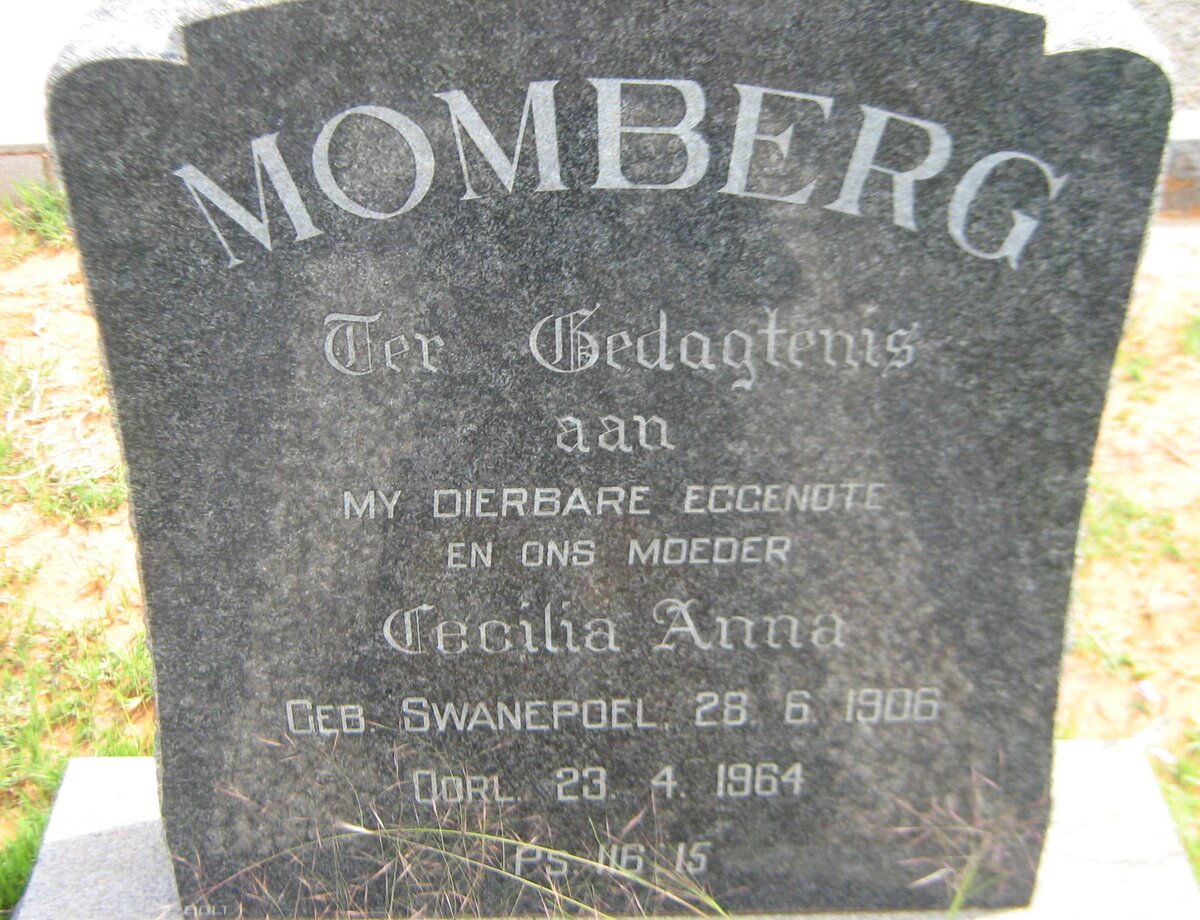 MOMBERG
Ter Gedagtenis
aan
MY DIERBARE EGGENOTE
EN ONS MOEDER
Cecilia Anna
GEB. SWANEPOEL. 28. 6. 1906
OORL. 23. 4. 1964
PS 116:15